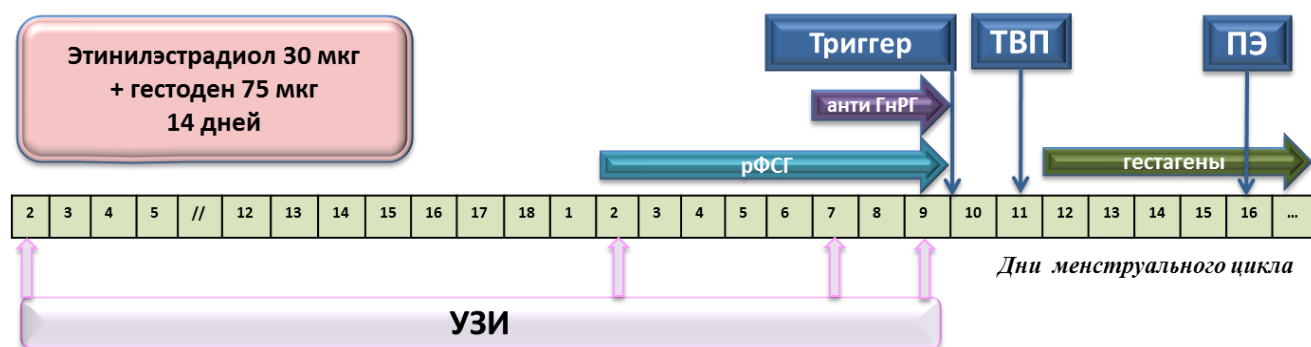 Этинилэстрадиол 30 мкг
+ гестоден 75 мкг
14 дней
Триггер
ТВП
ПЭ
анти ГнРГ
рФСГ
гестагены
2 3 4 5 // 12 13 14 15 16 17 18 1 2 3 4 5 6 7 8 9 10 11 12 13 14 15 16 ...
Дни менструального цикла
УЗИ